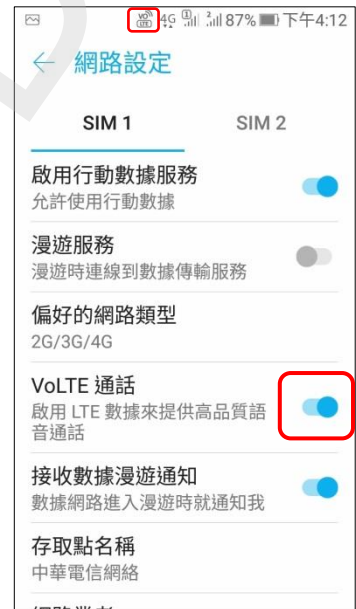 VoLTE 4G 1 2 87% 下午4:12
← 網路設定
SIM 1 SIM 2
啟用行動數據服務
允許使用行動數據
漫遊服務
漫遊時連線到數據傳輸服務
偏好的網路類型
2G/3G/4G
VoLTE 通話
啟用 LTE 數據來提供高品質語
音通話
接收數據漫遊通知
數據網路進入漫遊時就通知我
存取點名稱
中華電信網絡